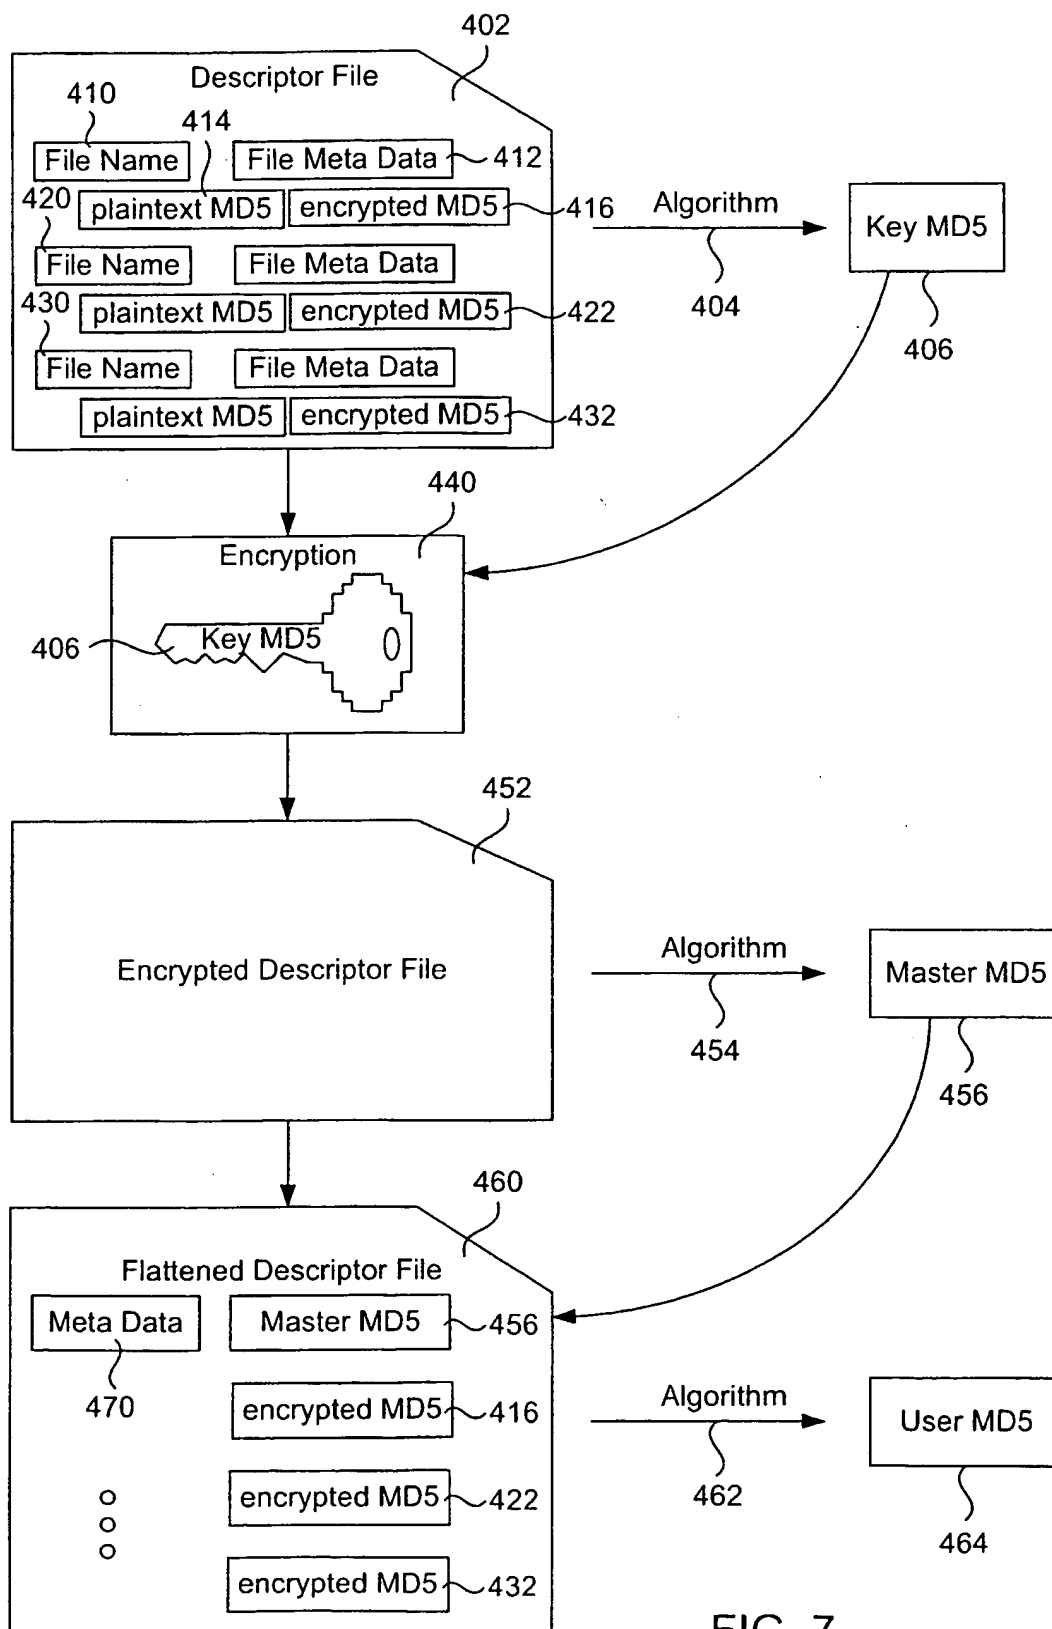 402
Descriptor File
410
414
File Name
File Meta Data
412
420
plaintext MD5
encrypted MD5
416
Algorithm
Key MD5
File Name
File Meta Data
404
406
430
plaintext MD5
encrypted MD5
422
File Name
File Meta Data
plaintext MD5
encrypted MD5
432
440
Encryption
406
Key MD5
452
Encrypted Descriptor File
Algorithm
Master MD5
454
456
460
Flattened Descriptor File
Meta Data
Master MD5
456
470
encrypted MD5
416
Algorithm
User MD5
462
464
encrypted MD5
422
encrypted MD5
432
FIG. 7